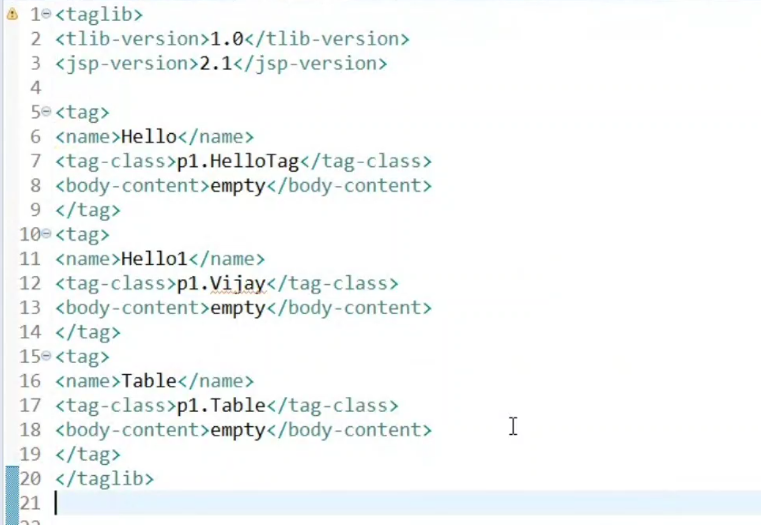 1 <taglib>
2 <tlib-version>1.0</tlib-version>
3 <jsp-version>2.1</jsp-version>
4
5 <tag>
6 <name>Hello</name>
7 <tag-class>p1.HelloTag</tag-class>
8 <body-content>empty</body-content>
9 </tag>
10 <tag>
11 <name>Hello1</name>
12 <tag-class>p1.Vijay</tag-class>
13 <body-content>empty</body-content>
14 </tag>
15 <tag>
16 <name>Table</name>
17 <tag-class>p1.Table</tag-class>
18 <body-content>empty</body-content>
19 </tag>
20 </taglib>
21